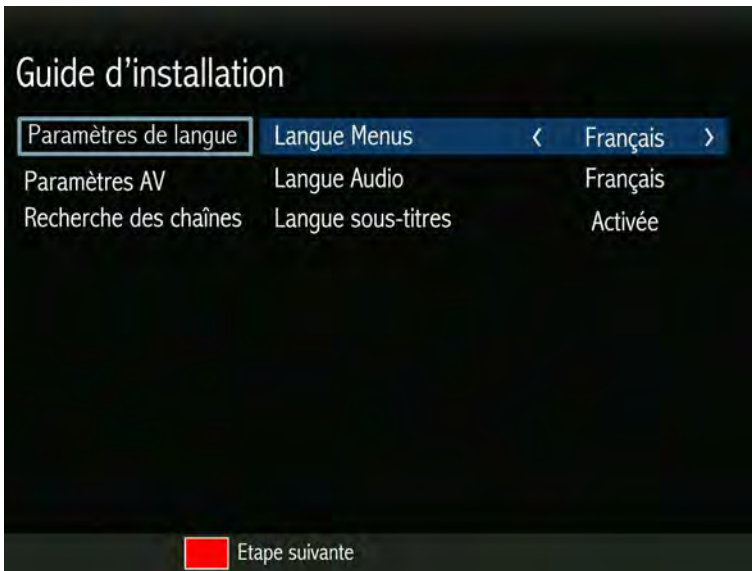 Guide d'installation
Paramètres de langue Langue Menus ‹ Français ›
Paramètres AV Langue Audio Français
Recherche des chaînes Langue sous-titres Activée
Etape suivante